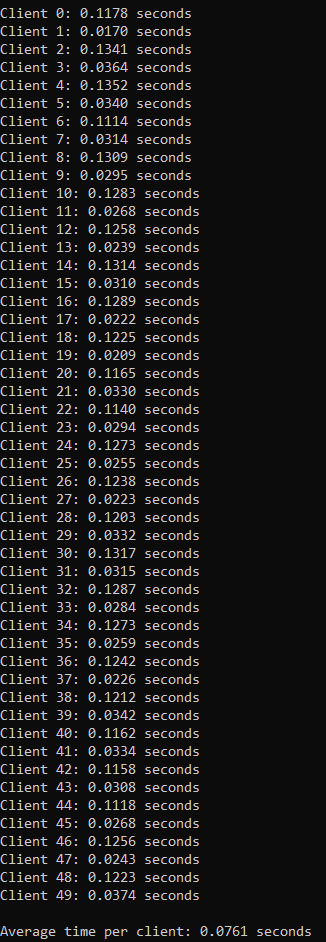 Client 0: 0.1178 seconds
Client 1: 0.0170 seconds
Client 2: 0.1341 seconds
Client 3: 0.0364 seconds
Client 4: 0.1352 seconds
Client 5: 0.0340 seconds
Client 6: 0.1114 seconds
Client 7: 0.0314 seconds
Client 8: 0.1309 seconds
Client 9: 0.0295 seconds
Client 10: 0.1283 seconds
Client 11: 0.0268 seconds
Client 12: 0.1258 seconds
Client 13: 0.0239 seconds
Client 14: 0.1314 seconds
Client 15: 0.0310 seconds
Client 16: 0.1289 seconds
Client 17: 0.0222 seconds
Client 18: 0.1225 seconds
Client 19: 0.0209 seconds
Client 20: 0.1165 seconds
Client 21: 0.0330 seconds
Client 22: 0.1140 seconds
Client 23: 0.0294 seconds
Client 24: 0.1273 seconds
Client 25: 0.0255 seconds
Client 26: 0.1238 seconds
Client 27: 0.0223 seconds
Client 28: 0.1203 seconds
Client 29: 0.0332 seconds
Client 30: 0.1317 seconds
Client 31: 0.0315 seconds
Client 32: 0.1287 seconds
Client 33: 0.0284 seconds
Client 34: 0.1273 seconds
Client 35: 0.0259 seconds
Client 36: 0.1242 seconds
Client 37: 0.0226 seconds
Client 38: 0.1212 seconds
Client 39: 0.0342 seconds
Client 40: 0.1162 seconds
Client 41: 0.0334 seconds
Client 42: 0.1158 seconds
Client 43: 0.0308 seconds
Client 44: 0.1118 seconds
Client 45: 0.0268 seconds
Client 46: 0.1256 seconds
Client 47: 0.0243 seconds
Client 48: 0.1223 seconds
Client 49: 0.0374 seconds
Average time per client: 0.0761 seconds